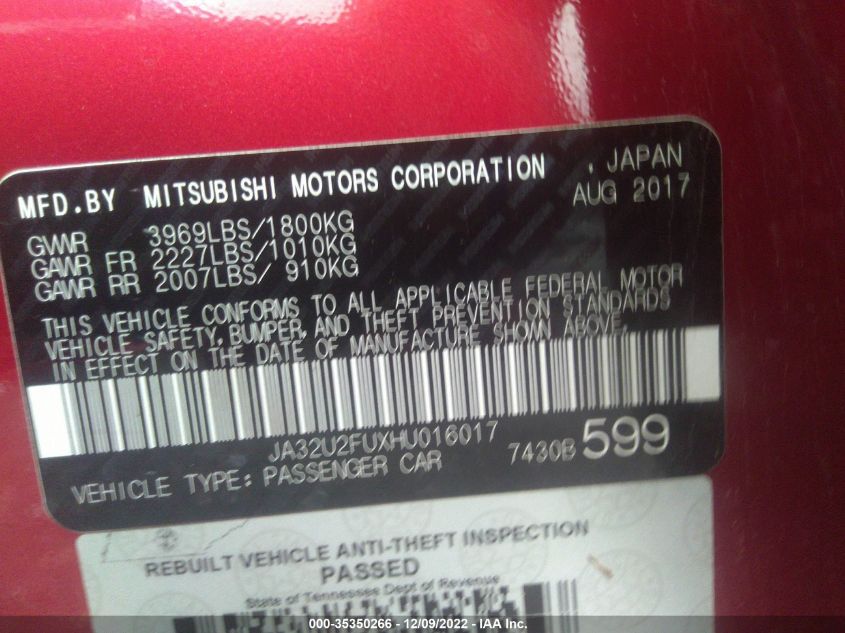 MFD.BY MITSUBISHI MOTORS CORPORATION , JAPAN
AUG 2017
GVWR 3969LBS/1800KG
GAWR FR 2227LBS/1010KG
GAWR RR 2007LBS/ 910KG
THIS VEHICLE CONFORMS TO ALL APPLICABLE FEDERAL MOTOR
VEHICLE SAFETY, BUMPER, AND THEFT PREVENTION STANDARDS
IN EFFECT ON THE DATE OF MANUFACTURE SHOWN ABOVE.
JA32U2FUXHU016017
7430B 599
VEHICLE TYPE: PASSENGER CAR
REBUILT VEHICLE ANTI-THEFT INSPECTION
PASSED
State of Tennessee Dept of Revenue
000-35350266 - 12/09/2022 - IAA Inc.